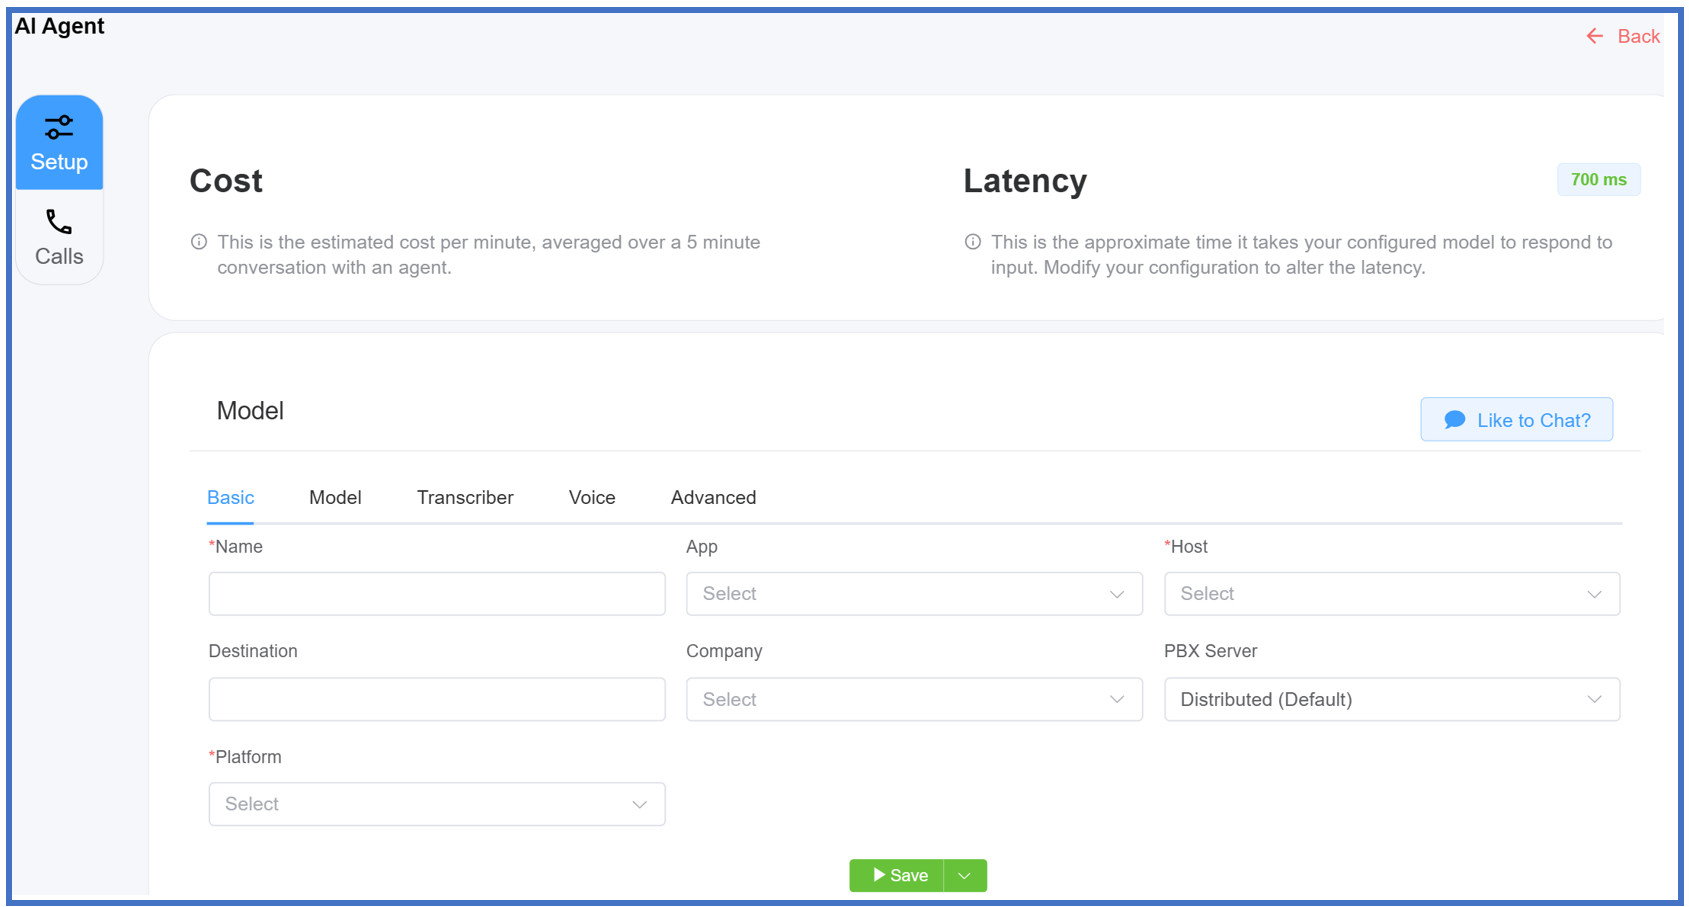 AI Agent
Back
Setup
Calls
Cost
This is the estimated cost per minute, averaged over a 5 minute
conversation with an agent.
Latency
700 ms
This is the approximate time it takes your configured model to respond to
input. Modify your configuration to alter the latency.
Model
Like to Chat?
Basic Model Transcriber Voice Advanced
*Name App *Host
Select Select
Destination Company PBX Server
Select Distributed (Default)
*Platform
Select
Save